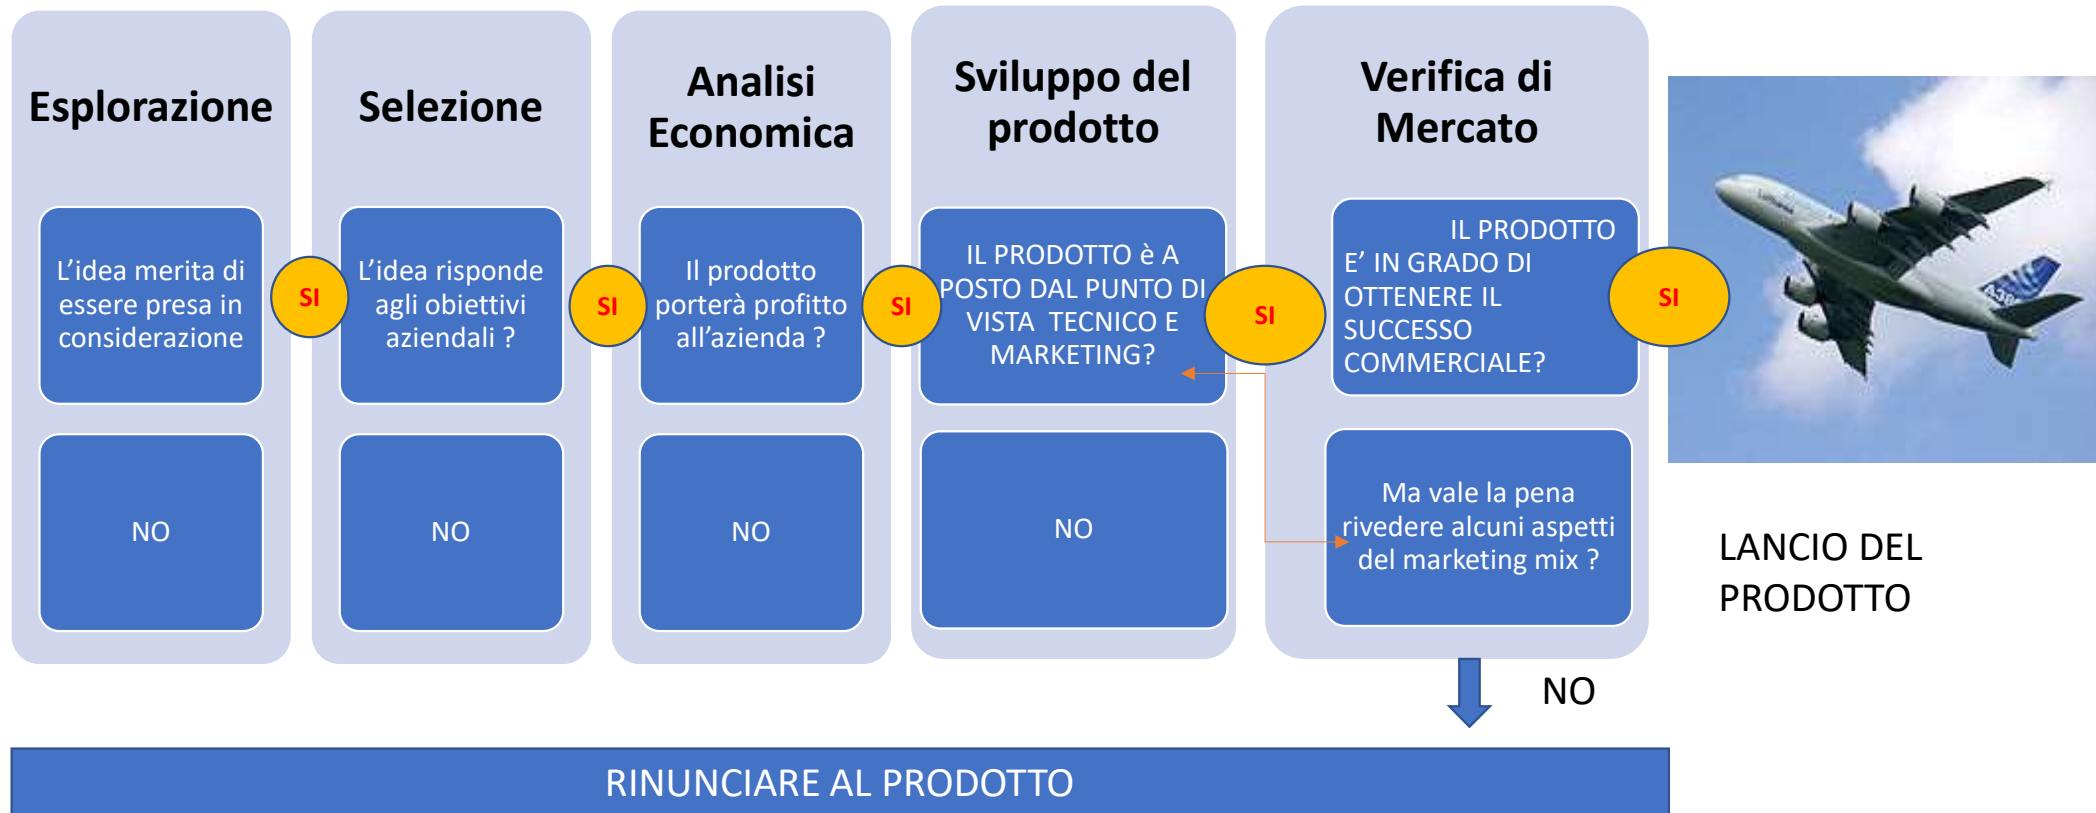 Esplorazione
L’idea merita di
essere presa in
considerazione
NO
SI
Selezione
L’idea risponde
agli obiettivi
aziendali ?
NO
SI
Analisi
Economica
Il prodotto
porterà profitto
all’azienda ?
NO
SI
Sviluppo del
prodotto
IL PRODOTTO è A
POSTO DAL PUNTO DI
VISTA TECNICO E
MARKETING?
NO
SI
Verifica di
Mercato
IL PRODOTTO
E’ IN GRADO DI
OTTENERE IL
SUCCESSO
COMMERCIALE?
Ma vale la pena
rivedere alcuni aspetti
del marketing mix ?
SI
A380
LANCIO DEL
PRODOTTO
NO
RINUNCIARE AL PRODOTTO